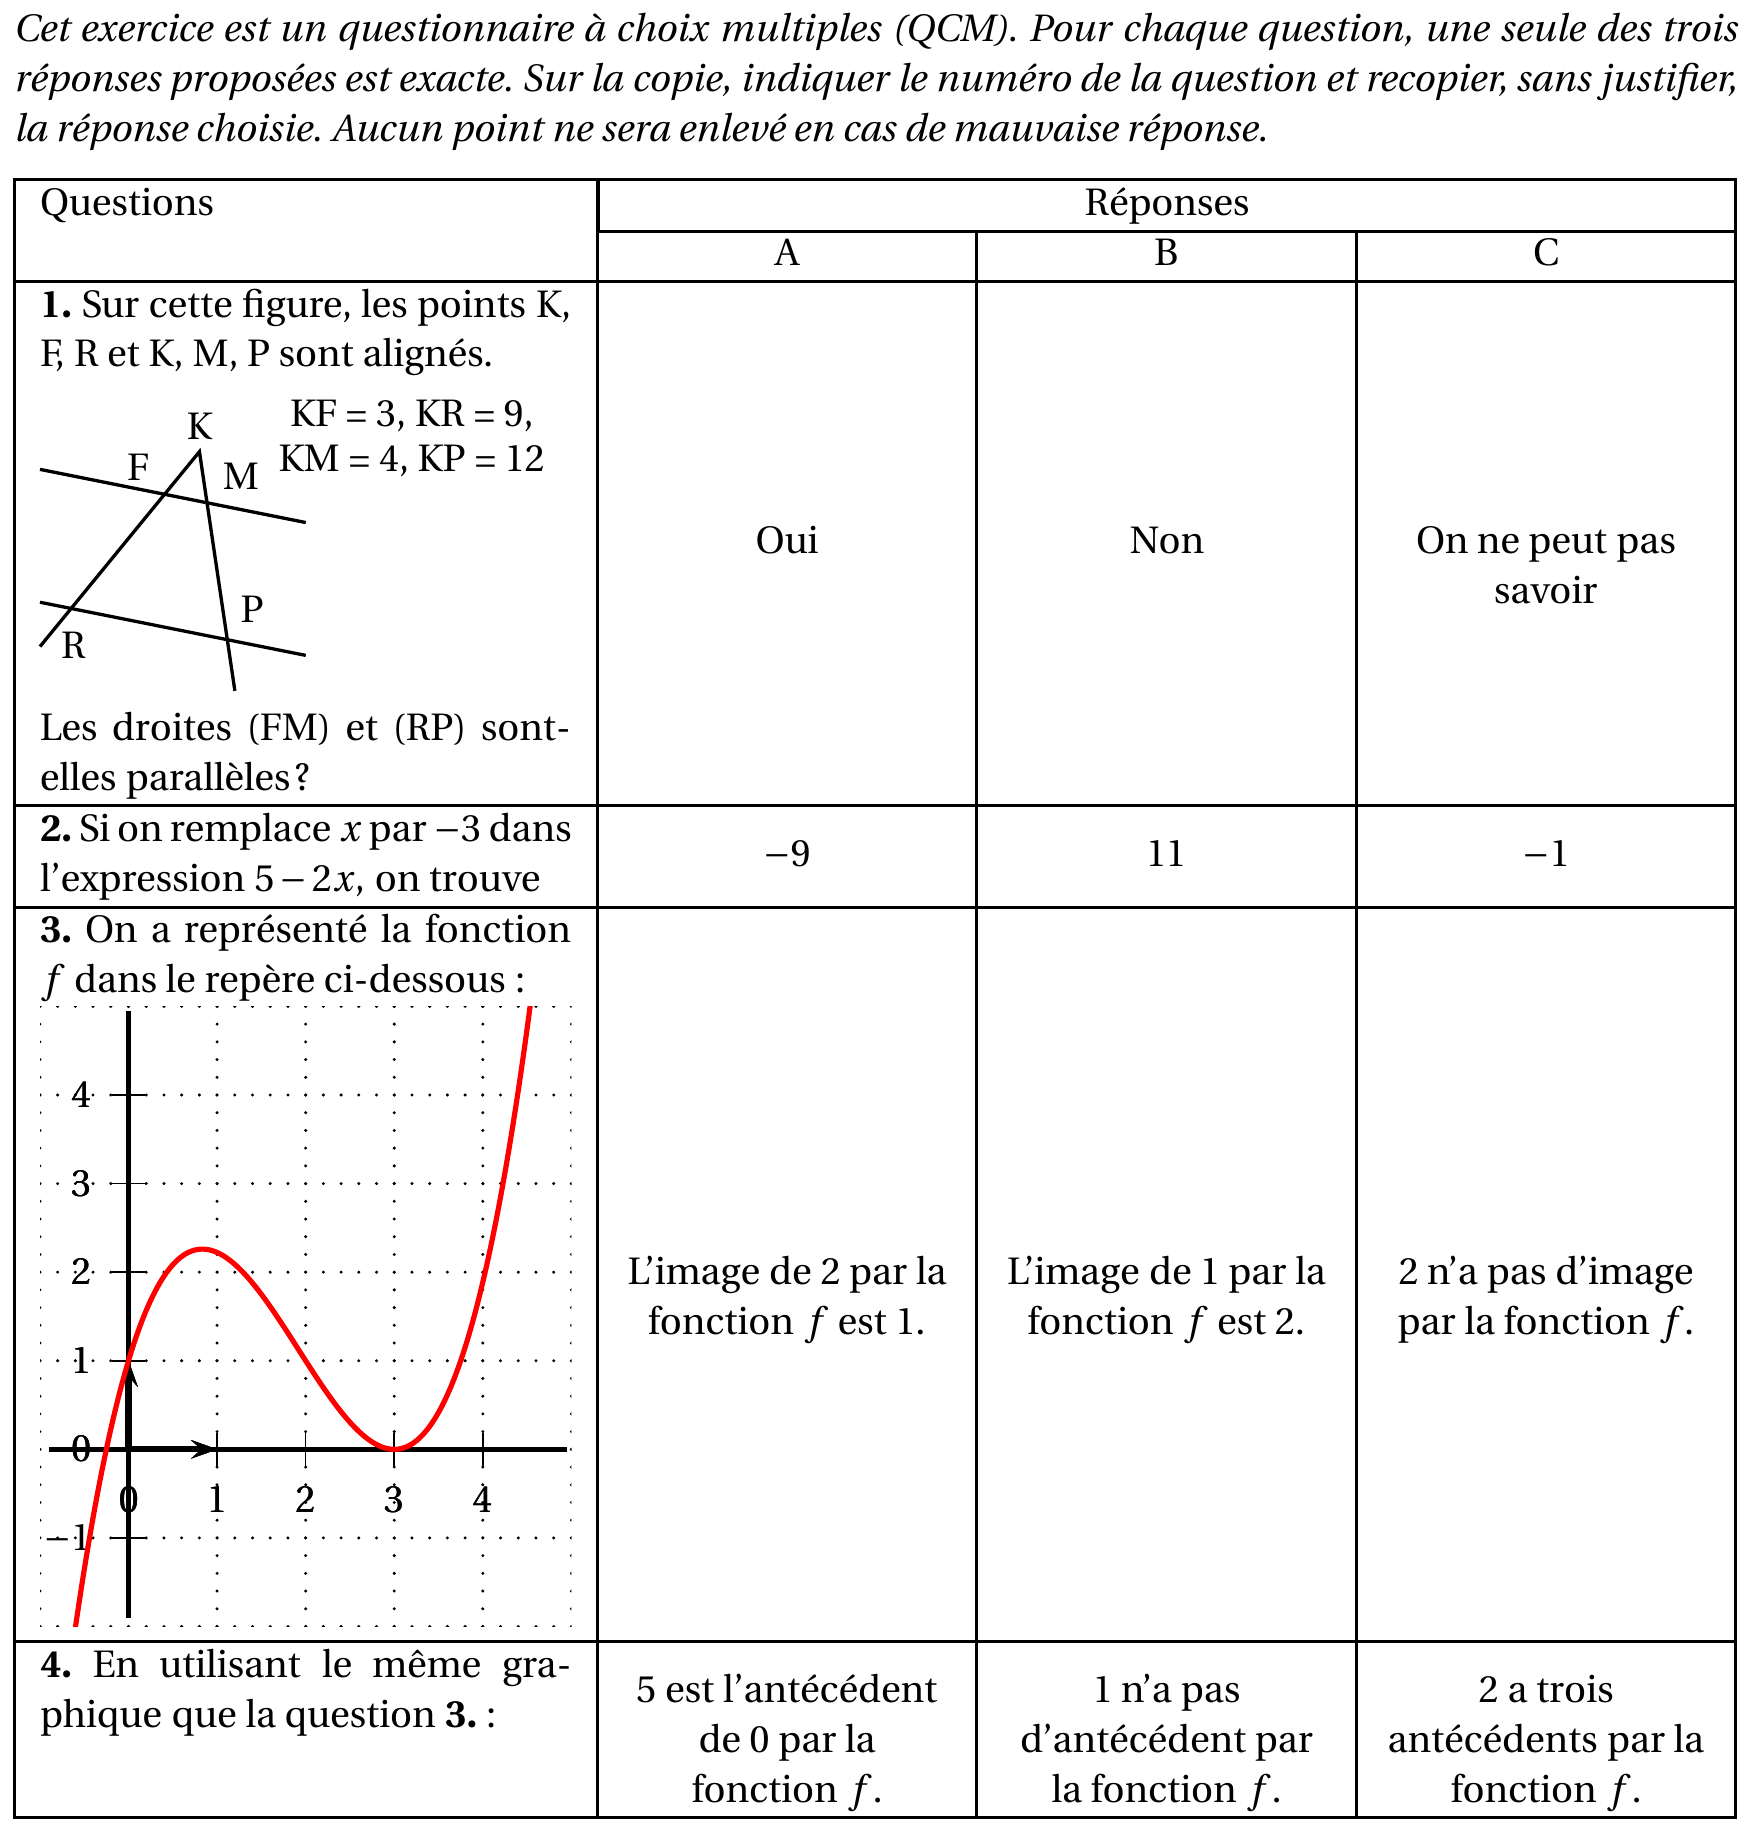 Cet exercice est un questionnaire à choix multiples (QCM). Pour chaque question, une seule des trois
réponses proposées est exacte. Sur la copie, indiquer le numéro de la question et recopier, sans justifier,
la réponse choisie. Aucun point ne sera enlevé en cas de mauvaise réponse.
Questions
Réponses
A
B
C
1. Sur cette figure, les points K,
F, R et K, M, P sont alignés.
KF = 3, KR = 9,
KM = 4, KP = 12
K
F
M
P
R
Les droites (FM) et (RP) sont-
elles parallèles ?
Oui
Non
On ne peut pas
savoir
2. Si on remplace x par −3 dans
l'expression 5 − 2x, on trouve
−9
11
−1
3. On a représenté la fonction
f dans le repère ci-dessous :
4
3
2
1
0
0 1 2 3 4
−1
L'image de 2 par la
fonction f est 1.
L'image de 1 par la
fonction f est 2.
2 n'a pas d'image
par la fonction f.
4. En utilisant le même gra-
phique que la question 3. :
5 est l'antécédent
de 0 par la
fonction f.
1 n'a pas
d'antécédent par
la fonction f.
2 a trois
antécédents par la
fonction f.